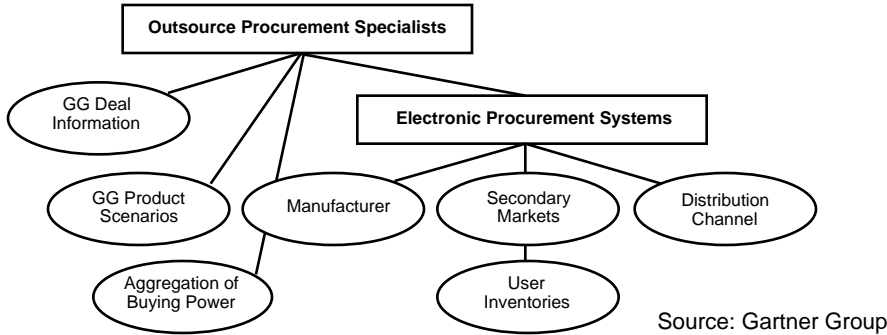 Outsource Procurement Specialists
GG Deal
Information
Electronic Procurement Systems
GG Product
Scenarios
Manufacturer
Secondary
Markets
Distribution
Channel
Aggregation of
Buying Power
User
Inventories
Source: Gartner Group